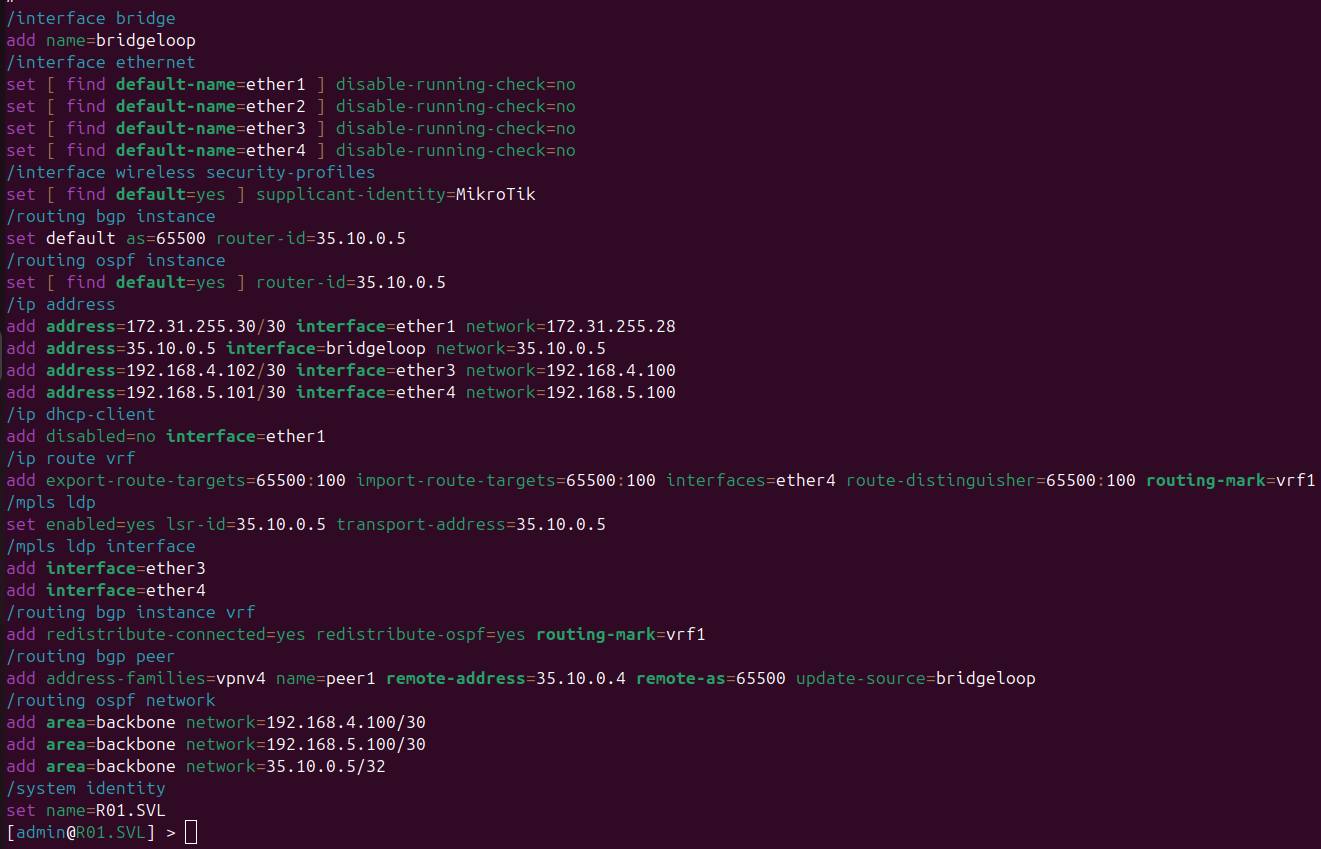 #
/interface bridge
add name=bridgeloop
/interface ethernet
set [ find default-name=ether1 ] disable-running-check=no
set [ find default-name=ether2 ] disable-running-check=no
set [ find default-name=ether3 ] disable-running-check=no
set [ find default-name=ether4 ] disable-running-check=no
/interface wireless security-profiles
set [ find default=yes ] supplicant-identity=MikroTik
/routing bgp instance
set default as=65500 router-id=35.10.0.5
/routing ospf instance
set [ find default=yes ] router-id=35.10.0.5
/ip address
add address=172.31.255.30/30 interface=ether1 network=172.31.255.28
add address=35.10.0.5 interface=bridgeloop network=35.10.0.5
add address=192.168.4.102/30 interface=ether3 network=192.168.4.100
add address=192.168.5.101/30 interface=ether4 network=192.168.5.100
/ip dhcp-client
add disabled=no interface=ether1
/ip route vrf
add export-route-targets=65500:100 import-route-targets=65500:100 interfaces=ether4 route-distinguisher=65500:100 routing-mark=vrf1
/mpls ldp
set enabled=yes lsr-id=35.10.0.5 transport-address=35.10.0.5
/mpls ldp interface
add interface=ether3
add interface=ether4
/routing bgp instance vrf
add redistribute-connected=yes redistribute-ospf=yes routing-mark=vrf1
/routing bgp peer
add address-families=vpnv4 name=peer1 remote-address=35.10.0.4 remote-as=65500 update-source=bridgeloop
/routing ospf network
add area=backbone network=192.168.4.100/30
add area=backbone network=192.168.5.100/30
add area=backbone network=35.10.0.5/32
/system identity
set name=R01.SVL
[admin@R01.SVL] >